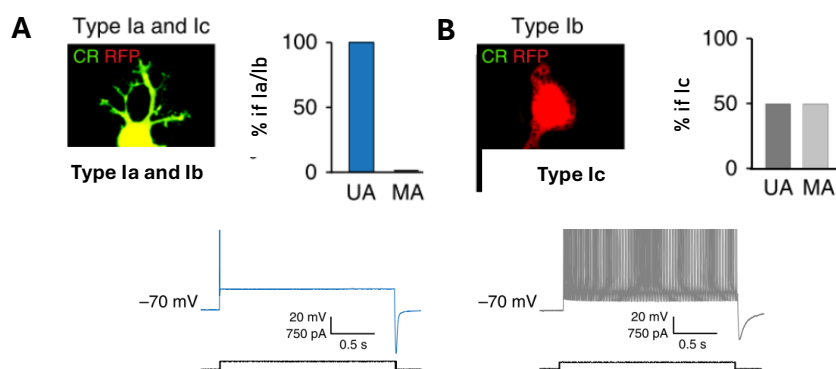 A
Type Ia and Ic
CR RFP
Type Ia and Ib
% if Ia/Ib
100
50
0
UA MA
–70 mV
20 mV
750 pA
0.5 s
B
Type Ib
CR RFP
Type Ic
% if Ic
100
50
0
UA MA
–70 mV
20 mV
750 pA
0.5 s